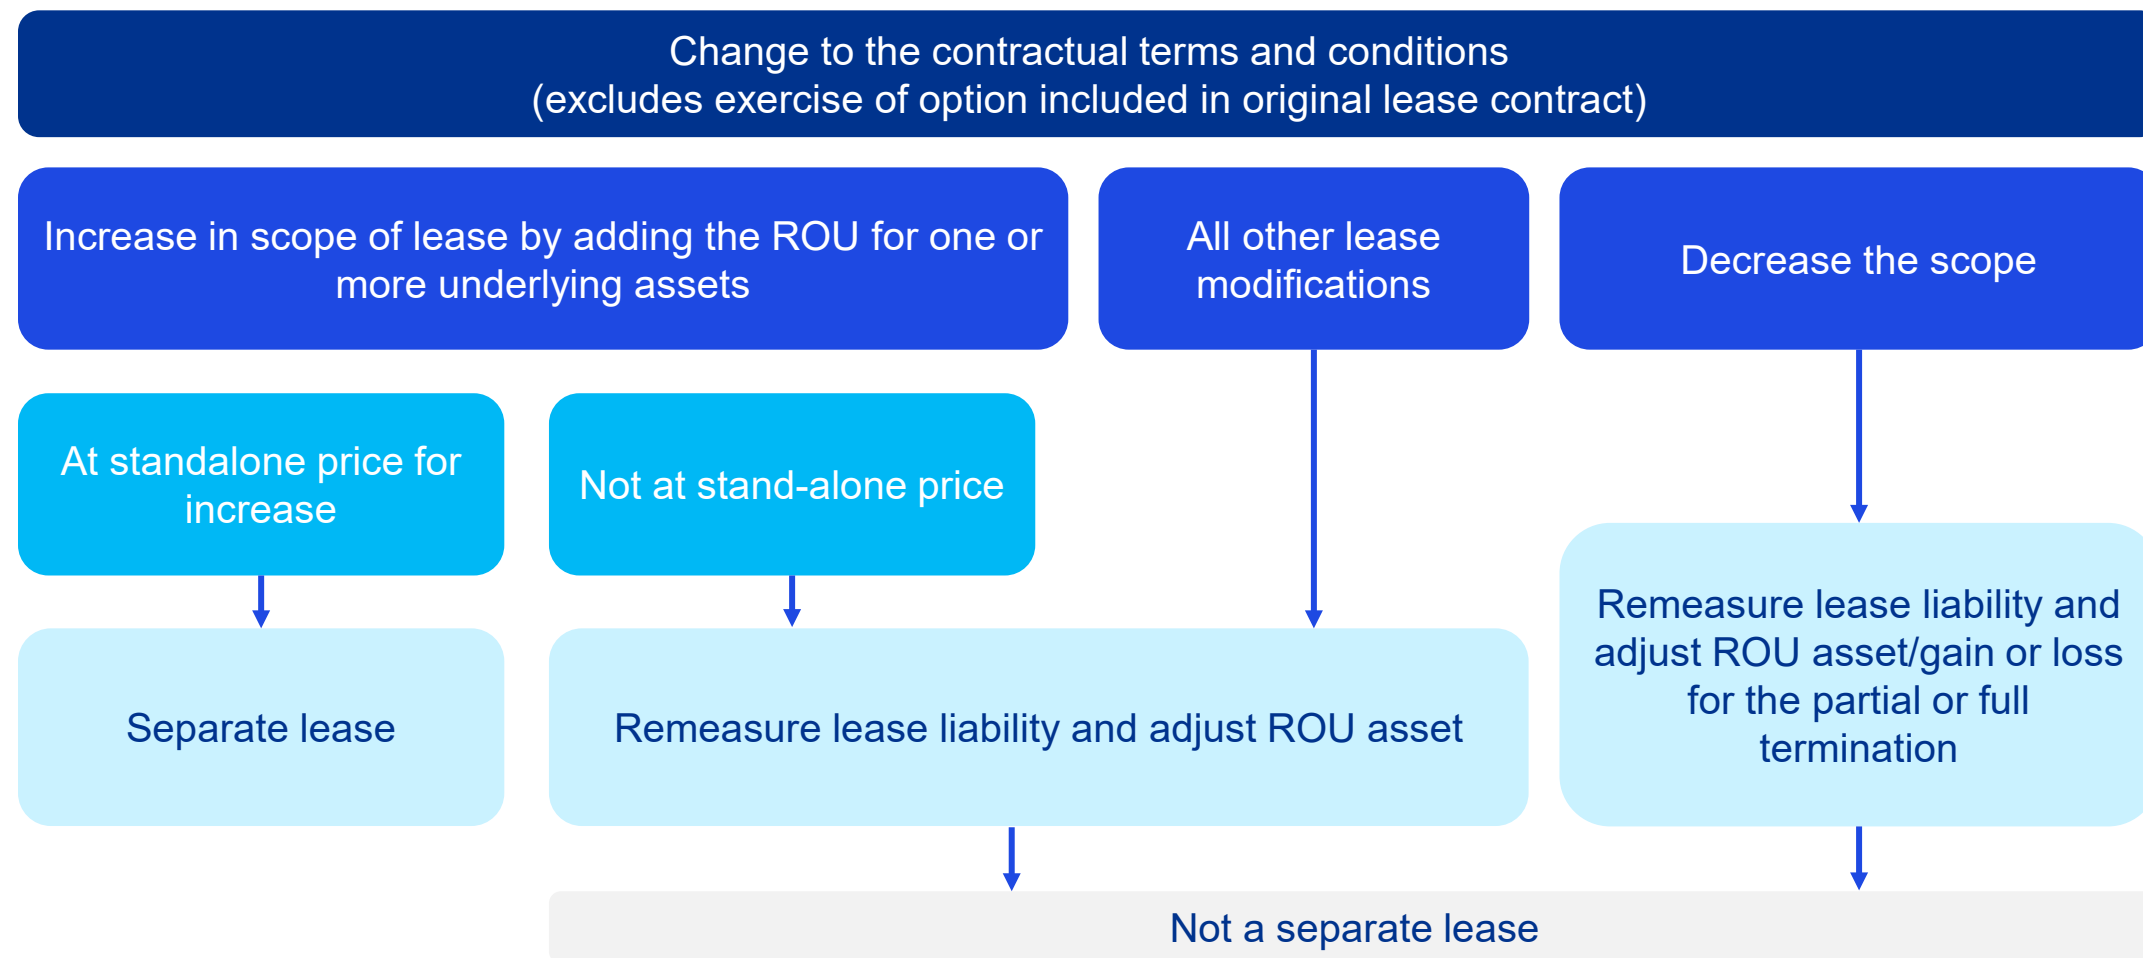 Change to the contractual terms and conditions
(excludes exercise of option included in original lease contract)
Increase in scope of lease by adding the ROU for one or
more underlying assets
All other lease
modifications
Decrease the scope
At standalone price for
increase
Not at stand-alone price
Separate lease
Remeasure lease liability and adjust ROU asset
Remeasure lease liability and
adjust ROU asset/gain or loss
for the partial or full
termination
Not a separate lease